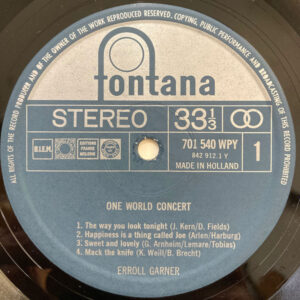 ALL RIGHTS OF THE RECORD PRODUCER AND OF THE OWNER OF THE WORK REPRODUCED RESERVED. COPYING, PUBLIC PERFORMANCE AND BROADCASTING OF THIS RECORD PROHIBITED
fontana
STEREO 33 1/3
B.I.E.M.
701 540 WPY
842 912.1 Y
MADE IN HOLLAND
1
ONE WORLD CONCERT
1. The way you look tonight (J. Kern/D. Fields)
2. Happiness is a thing called Joe (Arlen/Harburg)
3. Sweet and lovely (G. Arnheim/Lemare/Tobias)
4. Mack the knife (K. Weill/B. Brecht)
ERROLL GARNER